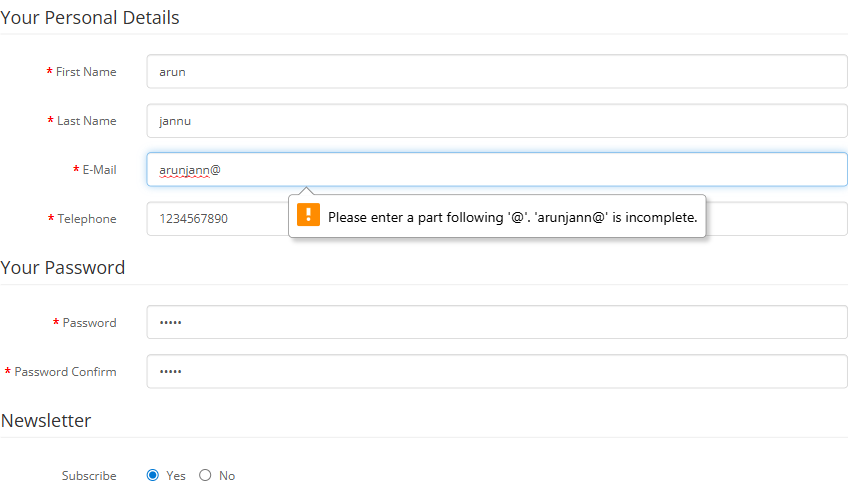 Your Personal Details
* First Name arun
* Last Name jannu
* E-Mail arunjann@
Please enter a part following '@'. 'arunjann@' is incomplete.
* Telephone 1234567890
Your Password
* Password •••••
* Password Confirm •••••
Newsletter
Subscribe Yes No